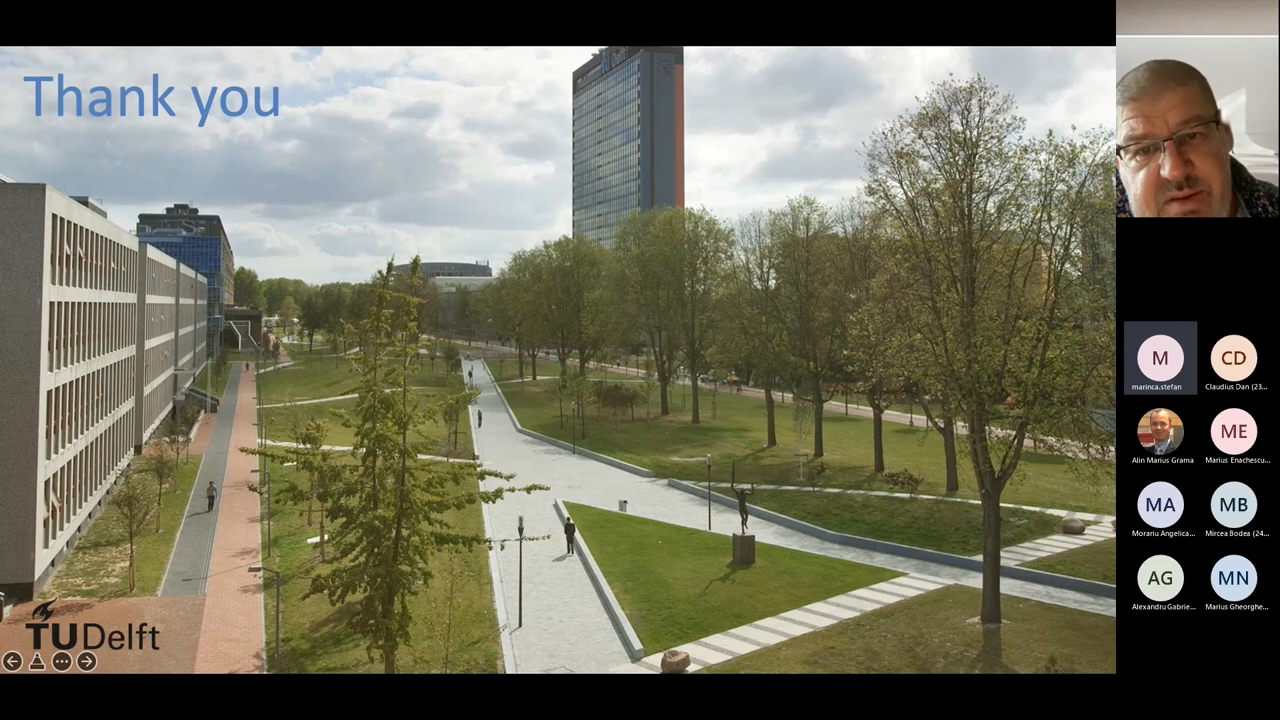 Thank you
Delft
TUDelft
M
marinca.stefan
CD
Claudius Dan (23...
Alin Marius Grama
ME
Marius Enachescu...
MA
Morariu Angelica...
MB
Mircea Bodea (24...
AG
Alexandru Gabrie...
MN
Marius Gheorghe...